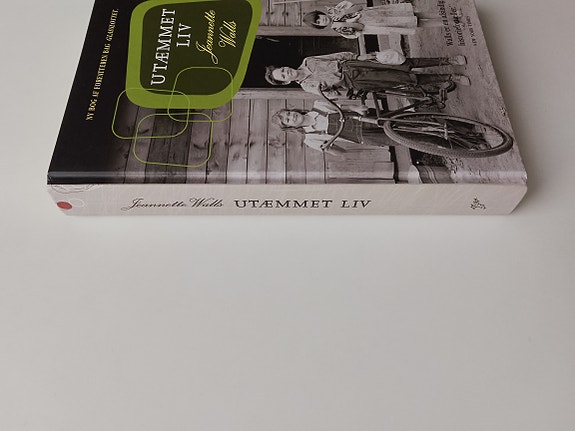 NY BOG AF FORFATTEREN BAG GLASSLOTTET
UTÆMMET
LIV
Jeannette
Walls
Jeannette Walls UTÆMMET LIV